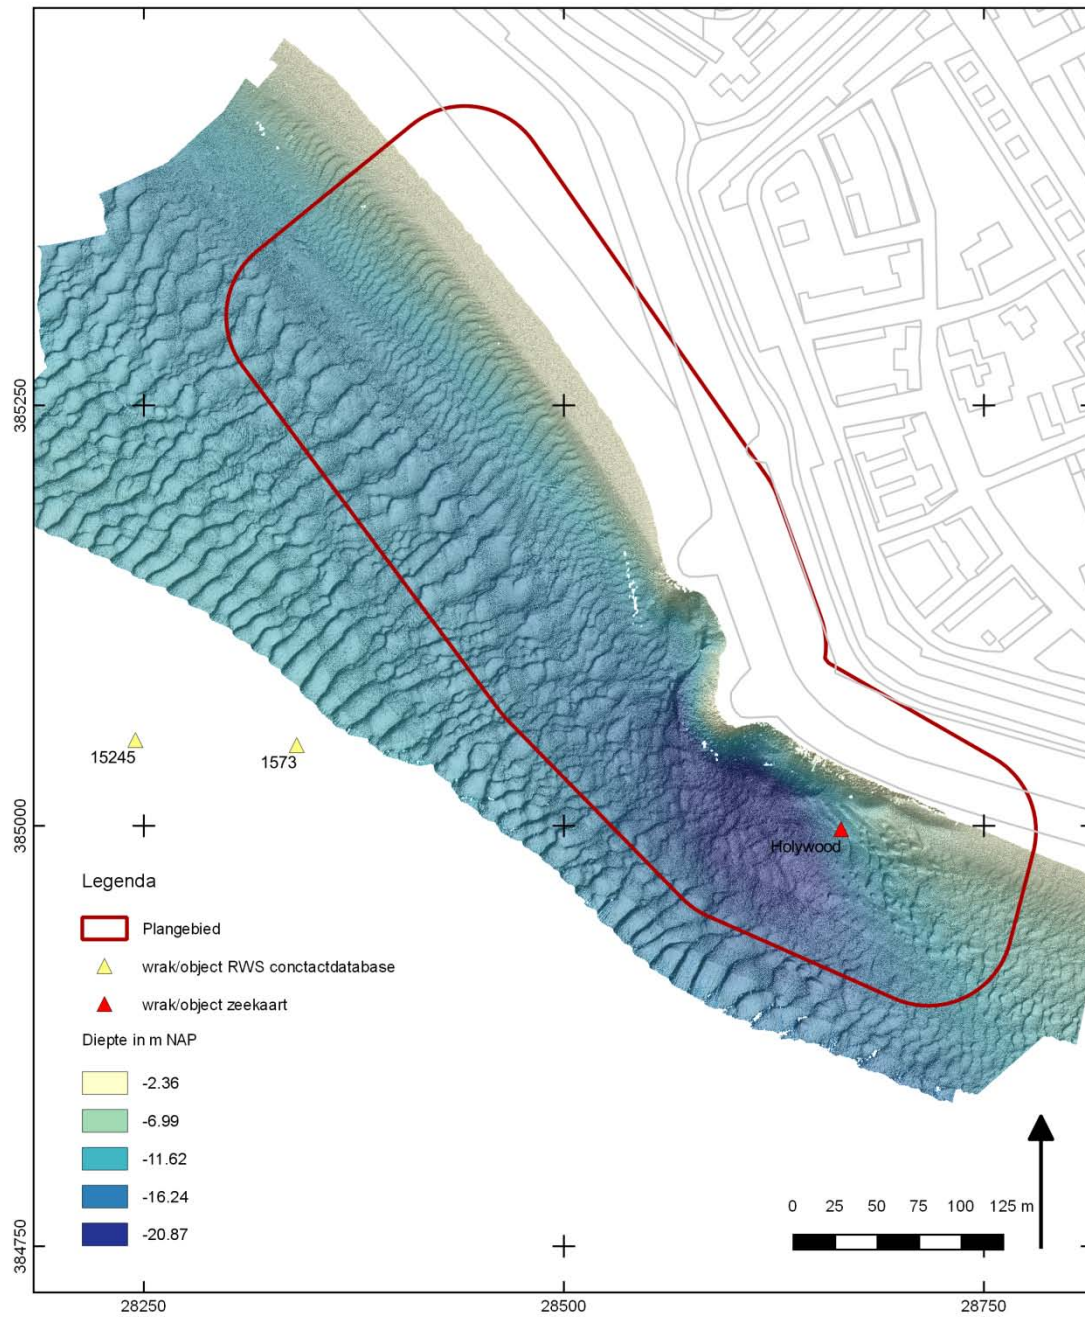 385250
385000
384750
15245
1573
Holywood
Legenda
Plangebied
wrak/object RWS conctactdatabase
wrak/object zeekaart
Diepte in m NAP
-2.36
-6.99
-11.62
-16.24
-20.87
0 25 50 75 100 125 m
28250 28500 28750